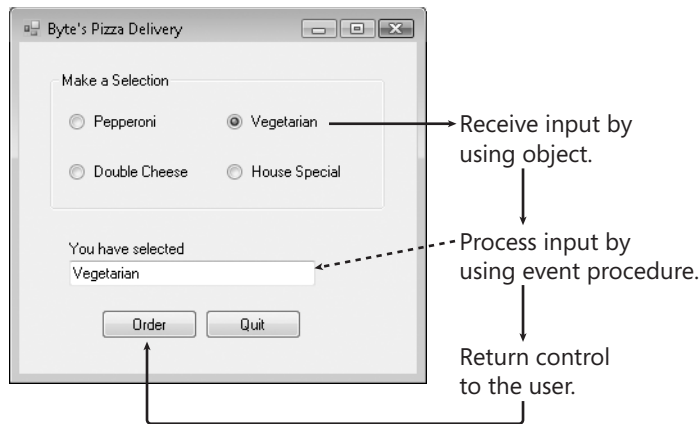 Byte's Pizza Delivery
Make a Selection
Pepperoni
Vegetarian
Double Cheese
House Special
You have selected
Vegetarian
Order
Quit
Receive input by
using object.
Process input by
using event procedure.
Return control
to the user.